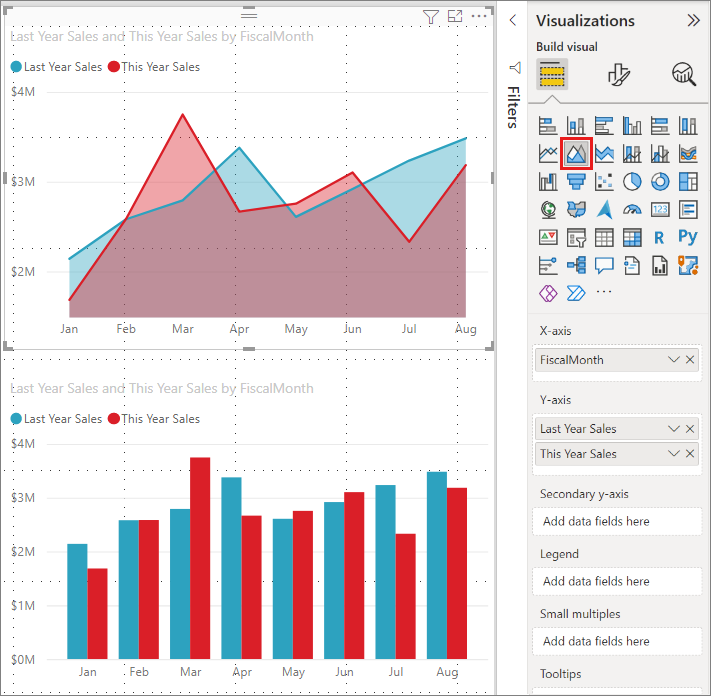 Last Year Sales and This Year Sales by FiscalMonth
Last Year Sales This Year Sales
$4M
$3M
$2M
Jan Feb Mar Apr May Jun Jul Aug
Last Year Sales and This Year Sales by FiscalMonth
Last Year Sales This Year Sales
$4M
$3M
$2M
$1M
$0M
Jan Feb Mar Apr May Jun Jul Aug
Filters
Visualizations
Build visual
123
R Py
...
X-axis
FiscalMonth
Y-axis
Last Year Sales
This Year Sales
Secondary y-axis
Add data fields here
Legend
Add data fields here
Small multiples
Add data fields here
Tooltips